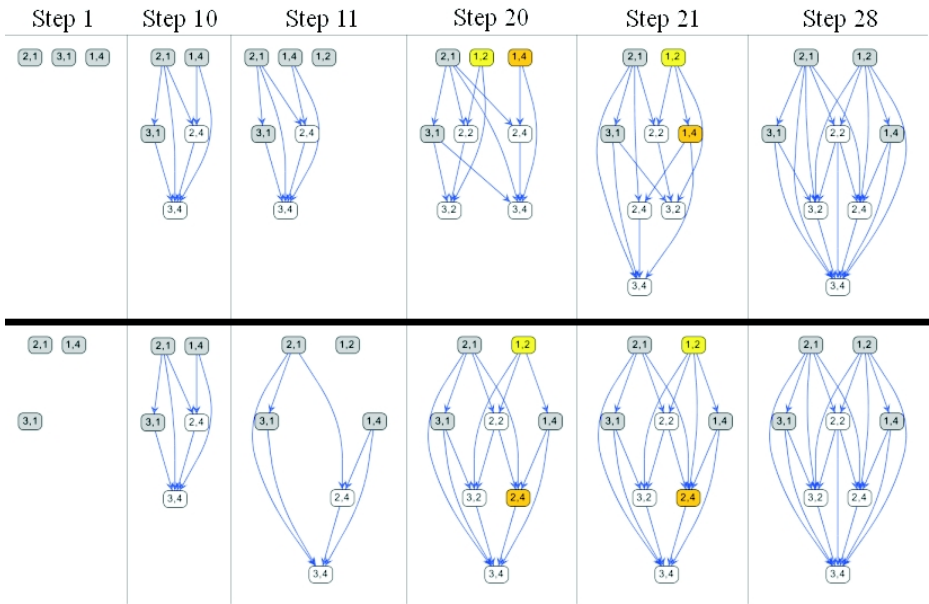 Step 1 Step 10 Step 11 Step 20 Step 21 Step 28
2,1 3,1 1,4 2,1 1,4 2,1 1,4 1,2 2,1 1,2 1,4 2,1 1,2 2,1 1,2
3,1 2,4 3,1 2,4 3,1 2,2 2,4 3,1 2,2 1,4 3,1 2,2 1,4
3,4 3,4 3,2 3,4 2,4 3,2 3,2 2,4
3,4 3,4
2,1 1,4 2,1 1,4 2,1 1,2 2,1 1,2 2,1 1,2 2,1 1,2
3,1 3,1 2,4 3,1 1,4 3,1 2,2 1,4 3,1 2,2 1,4 3,1 2,2 1,4
3,4 2,4 3,2 2,4 3,2 2,4 3,2 2,4
3,4 3,4 3,4 3,4